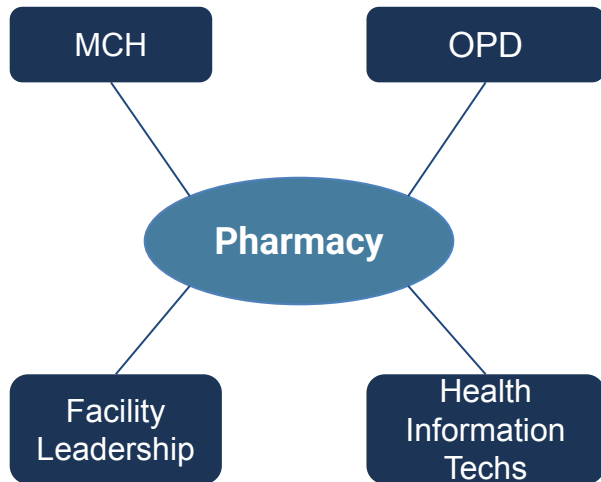 MCH
OPD
Pharmacy
Facility
Leadership
Health
Information
Techs